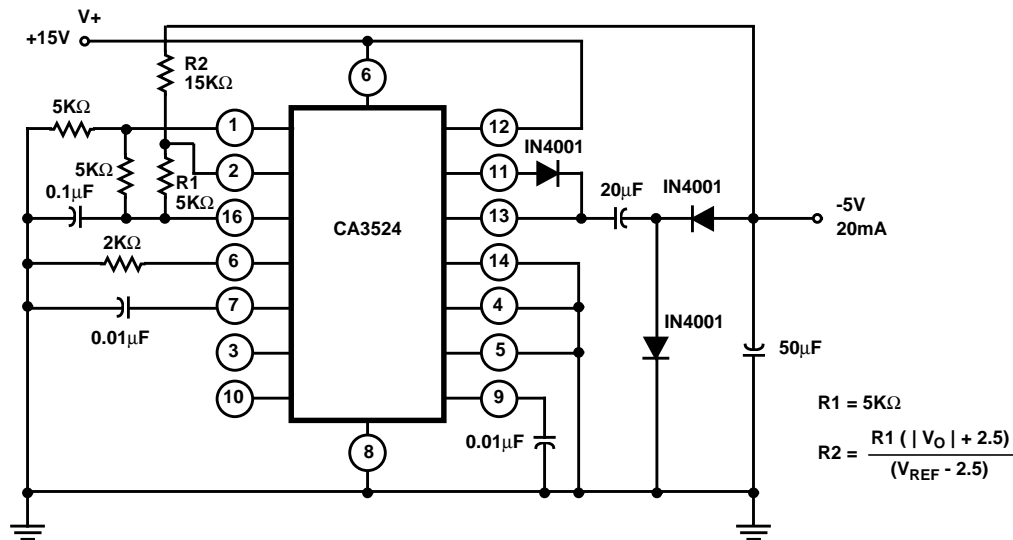 V+
+15V
R2
15KΩ
6
5KΩ
1
12
IN4001
5KΩ
2
R1
5KΩ
11
20μF
IN4001
0.1μF
16
CA3524
13
-5V
20mA
2KΩ
6
14
7
4
0.01μF
IN4001
3
5
50μF
10
9
R1 = 5KΩ
0.01μF
8
R2 = R1 ( | VO | + 2.5)
(VREF - 2.5)